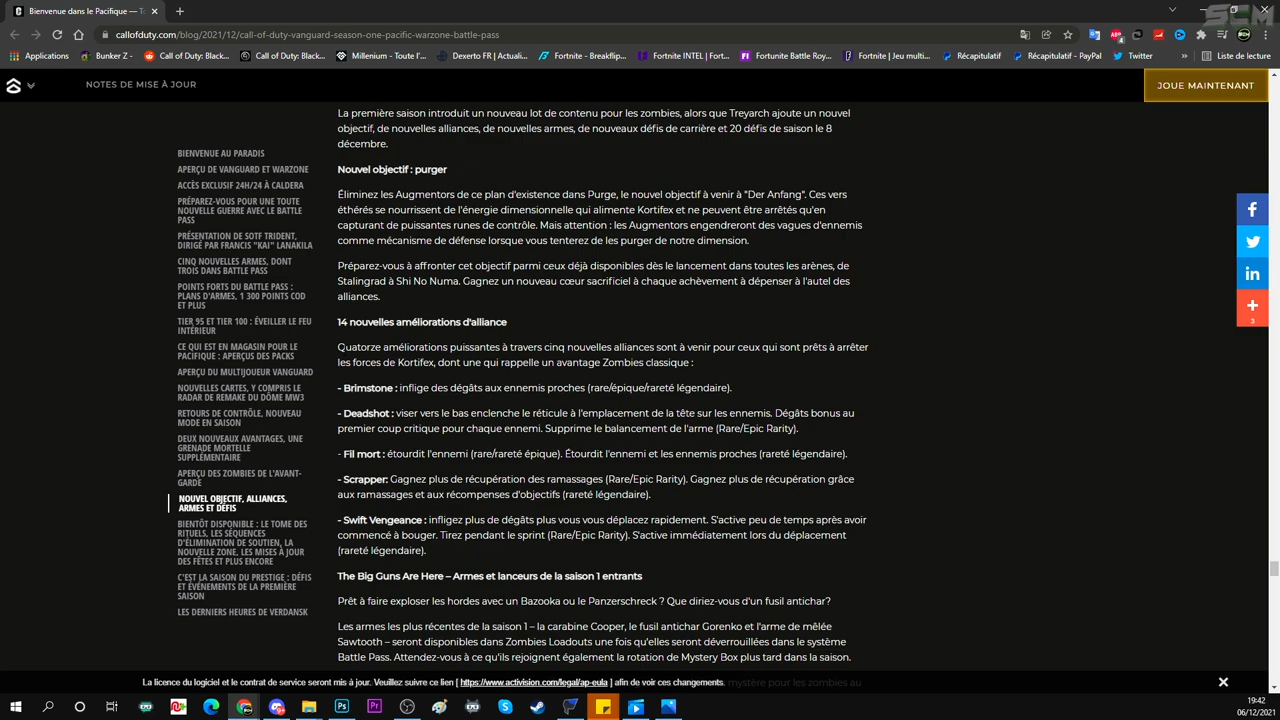 Bienvenue dans le Pacifique — To
callofduty.com/blog/2021/12/call-of-duty-vanguard-season-one-pacific-warzone-battle-pass
SCM
Applications
Bunker Z -
Call of Duty: Black...
Call of Duty: Black...
Millenium - Toute l'...
Dexerto FR | Actuali...
Fortnite - Breakflip...
Fortnite INTEL | Fort...
Fortnite Battle Roy...
Fortnite | Jeu multi...
Récapitulatif
Récapitulatif - PayPal
Twitter
»
Liste de lecture
NOTES DE MISE À JOUR
JOUE MAINTENANT
BIENVENUE AU PARADIS
APERÇU DE VANGUARD ET WARZONE
ACCÈS EXCLUSIF 24H/24 À CALDERA
PRÉPAREZ-VOUS POUR UNE TOUTE
NOUVELLE GUERRE AVEC LE BATTLE
PASS
PRÉSENTATION DE SOTF TRIDENT,
DIRIGÉ PAR FRANCIS "KAI" LANAKILA
CINQ NOUVELLES ARMES, DONT
TROIS DANS BATTLE PASS
POINTS FORTS DU BATTLE PASS :
PLANS D'ARMES, 1 300 POINTS COD
ET PLUS
TIER 95 ET TIER 100 : ÉVEILLER LE FEU
INTÉRIEUR
CE QUI EST EN MAGASIN POUR LE
PACIFIQUE : APERÇUS DES PACKS
APERÇU DU MULTIJOUEUR VANGUARD
NOUVELLES CARTES, Y COMPRIS LE
RADAR DE REMAKE DU DÔME MW3
RETOURS DE CONTRÔLE, NOUVEAU
MODE EN SAISON
DEUX NOUVEAUX AVANTAGES, UNE
GRENADE MORTELLE
SUPPLÉMENTAIRE
APERÇU DES ZOMBIES DE L'AVANT-
GARDE
NOUVEL OBJECTIF, ALLIANCES,
ARMES ET DÉFIS
BIENTÔT DISPONIBLE : LE TOME DES
RITUELS, LES SÉQUENCES
D'ÉLIMINATION DE SOUTIEN, LA
NOUVELLE ZONE, LES MISES À JOUR
DES FÊTES ET PLUS ENCORE
C'EST LA SAISON DU PRESTIGE : DÉFIS
ET ÉVÉNEMENTS DE LA PREMIÈRE
SAISON
LES DERNIERS HEURES DE VERDANSK
La première saison introduit un nouveau lot de contenu pour les zombies, alors que Treyarch ajoute un nouvel
objectif, de nouvelles alliances, de nouvelles armes, de nouveaux défis de carrière et 20 défis de saison le 8
décembre.
Nouvel objectif : purger
Éliminez les Augmentors de ce plan d'existence dans Purge, le nouvel objectif à venir à "Der Anfang". Ces vers
éthérés se nourrissent de l'énergie dimensionnelle qui alimente Kortifex et ne peuvent être arrêtés qu'en
capturant de puissantes runes de contrôle. Mais attention : les Augmentors engendreront des vagues d'ennemis
comme mécanisme de défense lorsque vous tenterez de les purger de notre dimension.
Préparez-vous à affronter cet objectif parmi ceux déjà disponibles dès le lancement dans toutes les arènes, de
Stalingrad à Shi No Numa. Gagnez un nouveau cœur sacrificiel à chaque achèvement à dépenser à l'autel des
alliances.
14 nouvelles améliorations d'alliance
Quatorze améliorations puissantes à travers cinq nouvelles alliances sont à venir pour ceux qui sont prêts à arrêter
les forces de Kortifex, dont une qui rappelle un avantage Zombies classique :
- Brimstone : inflige des dégâts aux ennemis proches (rare/épique/rareté légendaire).
- Deadshot : viser vers le bas enclenche le réticule à l'emplacement de la tête sur les ennemis. Dégâts bonus au
premier coup critique pour chaque ennemi. Supprime le balancement de l'arme (Rare/Epic Rarity).
- Fil mort : étourdit l'ennemi (rare/rareté épique). Étourdit l'ennemi et les ennemis proches (rareté légendaire).
- Scrapper: Gagnez plus de récupération des ramassages (Rare/Epic Rarity). Gagnez plus de récupération grâce
aux ramassages et aux récompenses d'objectifs (rareté légendaire).
- Swift Vengeance : infligez plus de dégâts plus vous vous déplacez rapidement. S'active peu de temps après avoir
commencé à bouger. Tirez pendant le sprint (Rare/Epic Rarity). S'active immédiatement lors du déplacement
(rareté légendaire).
The Big Guns Are Here – Armes et lanceurs de la saison 1 entrants
Prêt à faire exploser les hordes avec un Bazooka ou le Panzerschreck ? Que diriez-vous d'un fusil antichar?
Les armes les plus récentes de la saison 1 – la carabine Cooper, le fusil antichar Gorenko et l'arme de mêlée
Sawtooth – seront disponibles dans Zombies Loadouts une fois qu'elles seront déverrouillées dans le système
Battle Pass. Attendez-vous à ce qu'ils rejoignent également la rotation de Mystery Box plus tard dans la saison.
3
La licence du logiciel et le contrat de service seront mis à jour. Veuillez suivre ce lien [ https://www.activision.com/legal/ap-eula ] afin de voir ces changements.
mystère pour les zombies au
19:42
06/12/2021